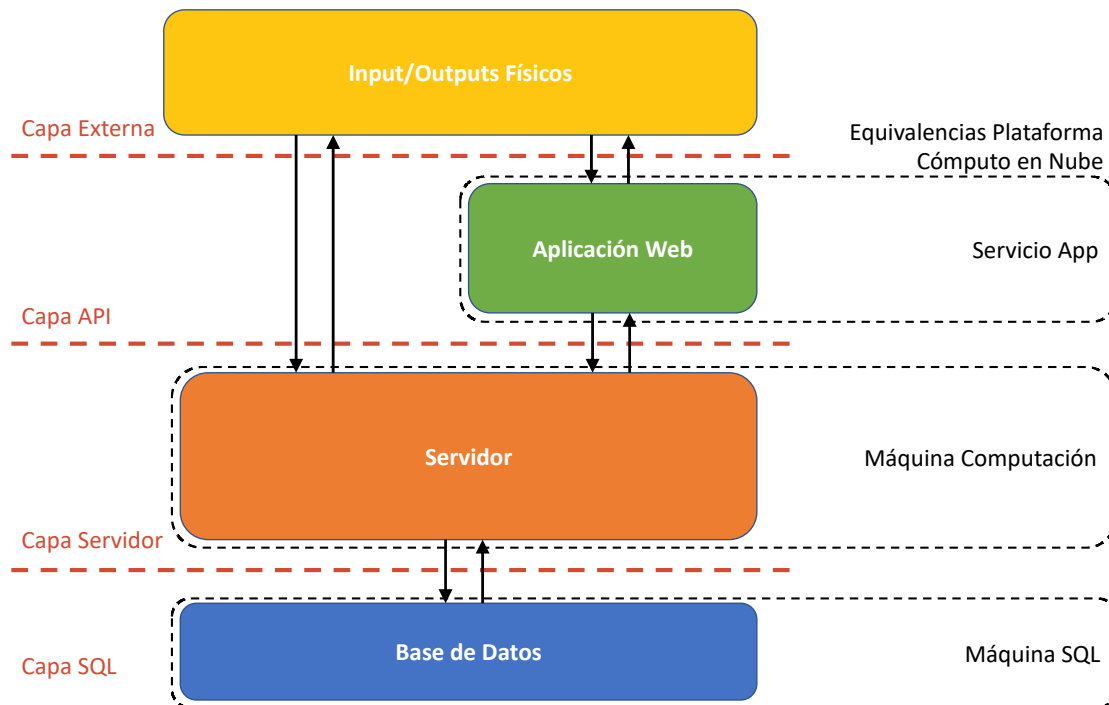 Input/Outputs Físicos
Capa Externa
Equivalencias Plataforma
Cómputo en Nube
Aplicación Web
Servicio App
Capa API
Servidor
Máquina Computación
Capa Servidor
Base de Datos
Máquina SQL
Capa SQL